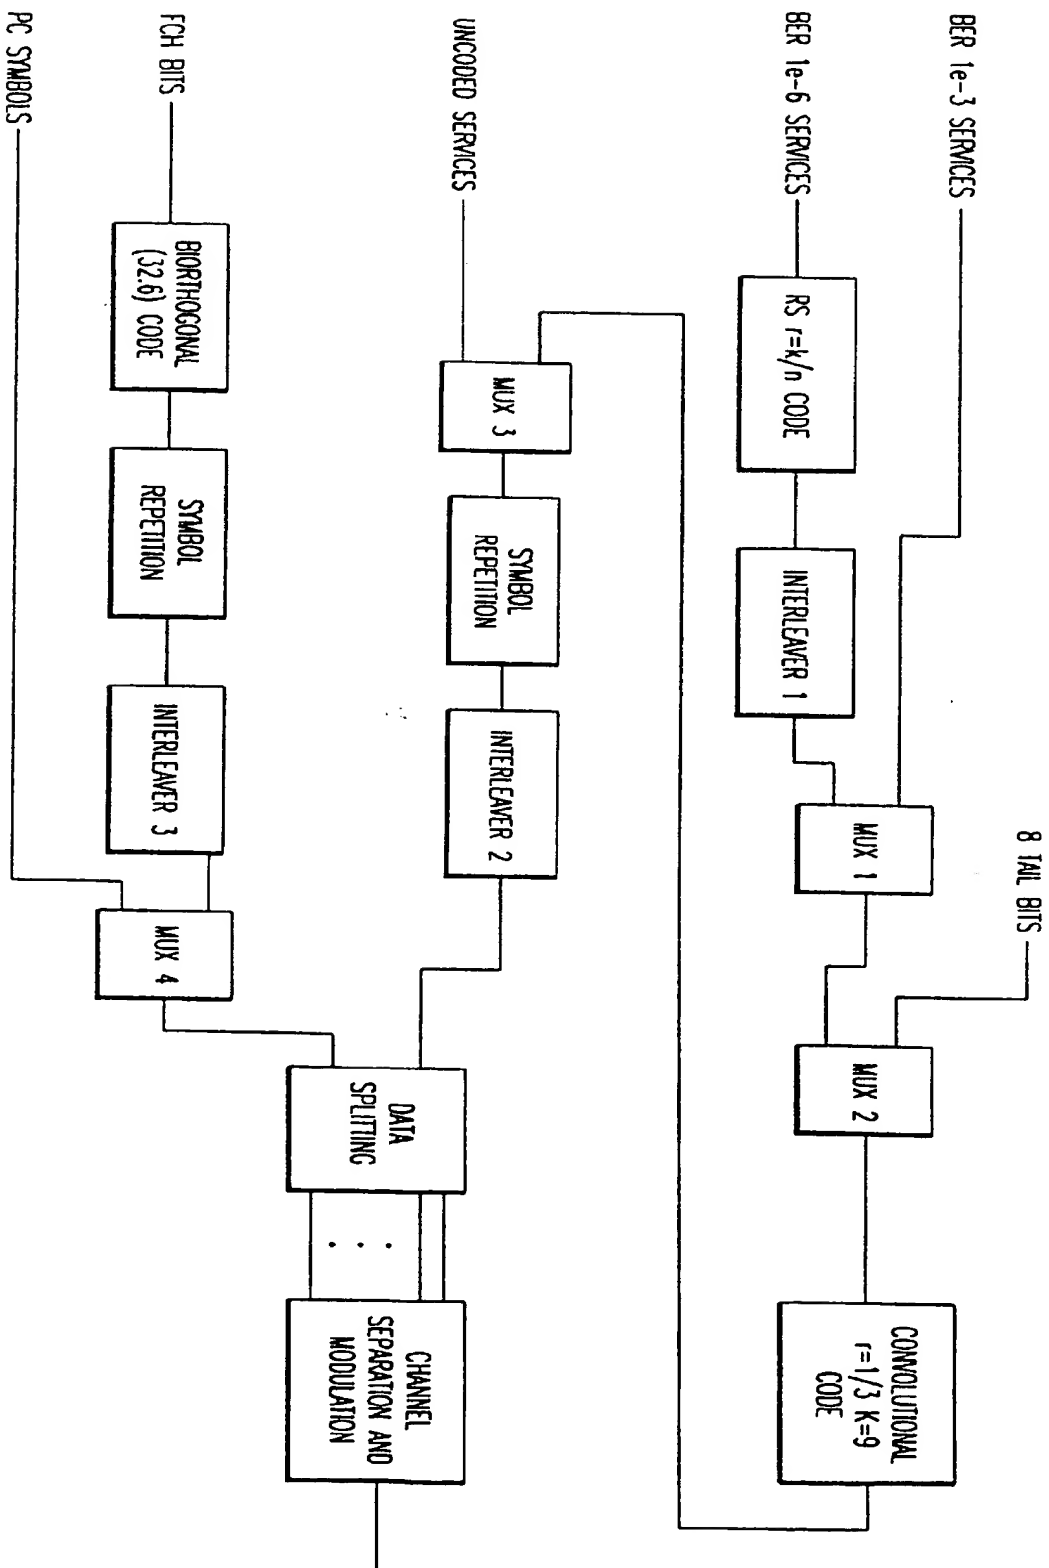 BER 1e-3 SERVICES
8 TAIL BITS
BER 1e-6 SERVICES
RS r=k/n CODE
INTERLEAVER 1
MUX 1
MUX 2
CONVOLUTIONAL
r=1/3 K=9
CODE
UNCODED SERVICES
MUX 3
SYMBOL
REPETITION
INTERLEAVER 2
DATA
SPLITTING
CHANNEL
SEPARATION AND
MODULATION
FCH BITS
BIORTHOGONAL
(32.6) CODE
SYMBOL
REPETITION
INTERLEAVER 3
MUX 4
PC SYMBOLS